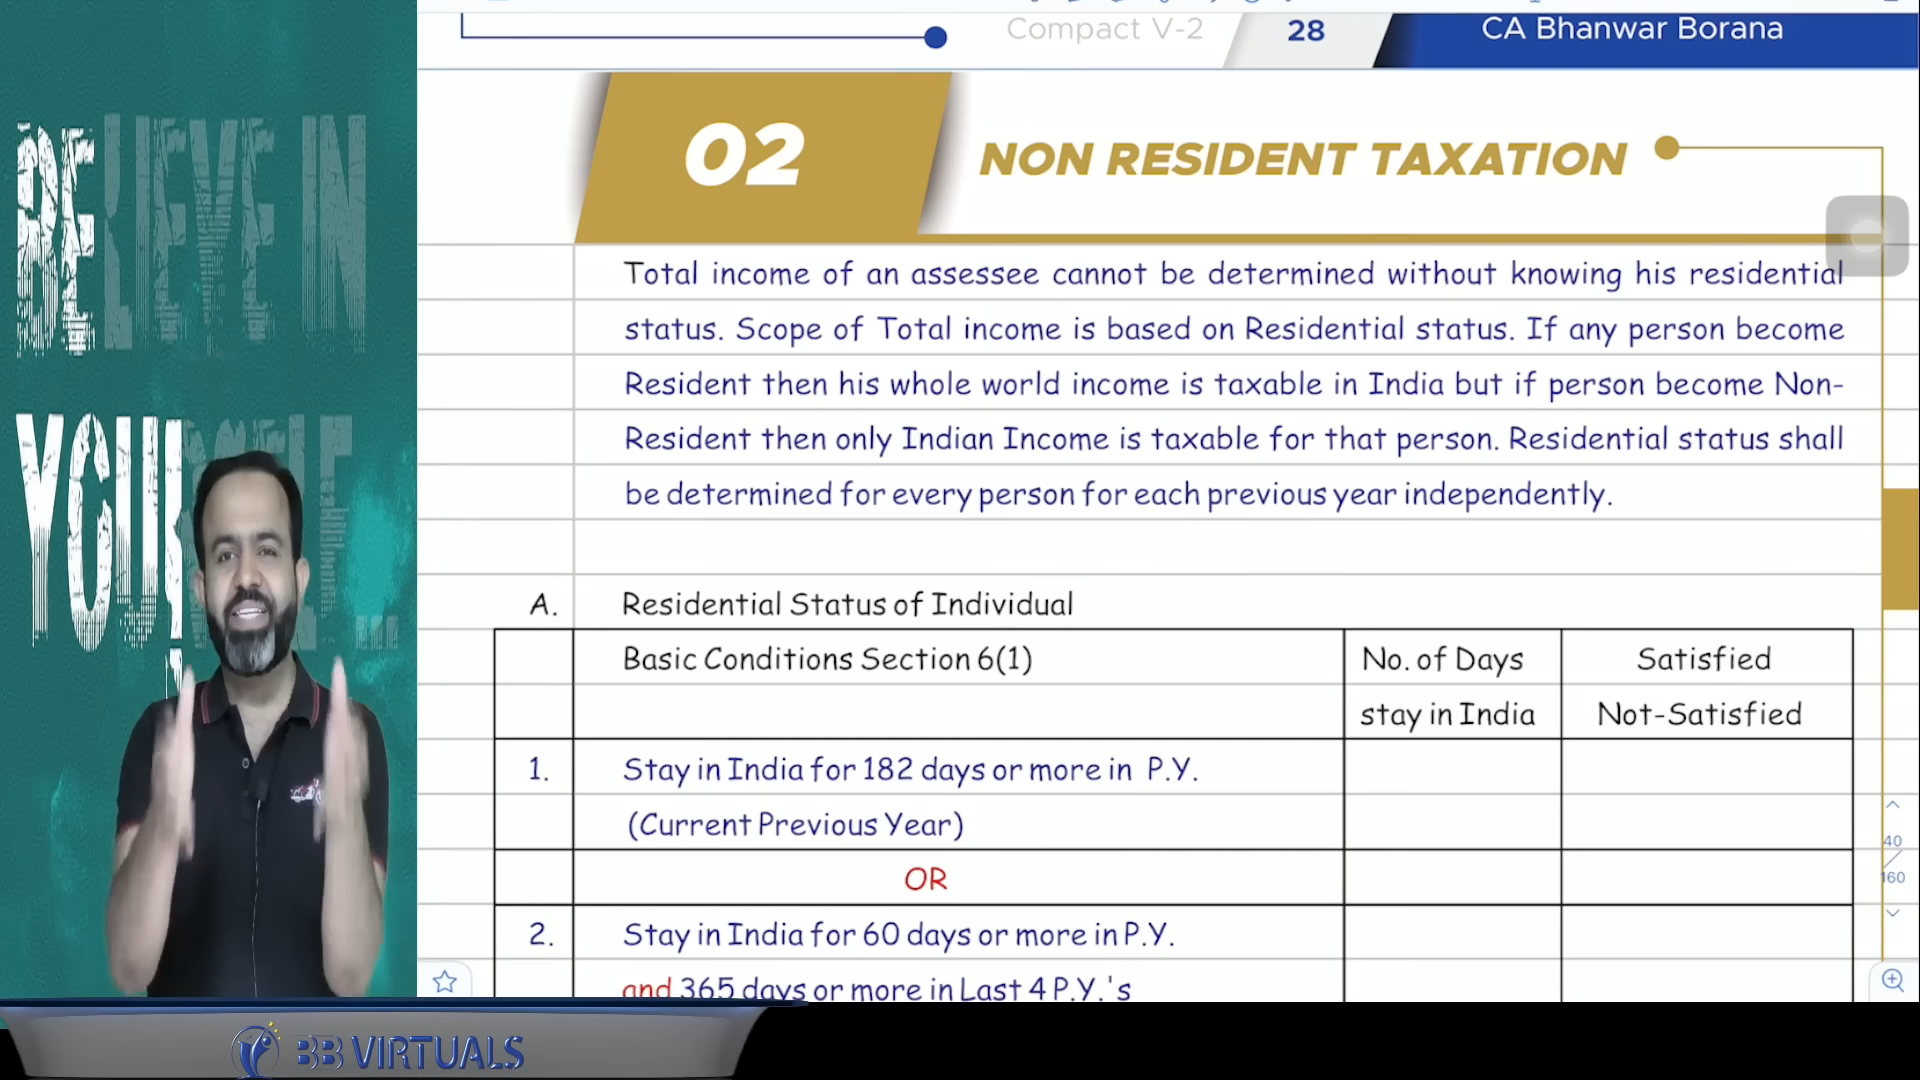 BELIEVE IN
Compact V-2
28
CA Bhanwar Borana
02
NON RESIDENT TAXATION
Total income of an assessee cannot be determined without knowing his residential
status. Scope of Total income is based on Residential status. If any person become
Resident then his whole world income is taxable in India but if person become Non-
Resident then only Indian Income is taxable for that person. Residential status shall
be determined for every person for each previous year independently.
A. Residential Status of Individual
Basic Conditions Section 6(1)
No. of Days
stay in India
Satisfied
Not-Satisfied
1. Stay in India for 182 days or more in P.Y.
(Current Previous Year)
OR
2. Stay in India for 60 days or more in P.Y.
and 365 days or more in Last 4 P.Y.'s
40
160
BB VIRTUALS